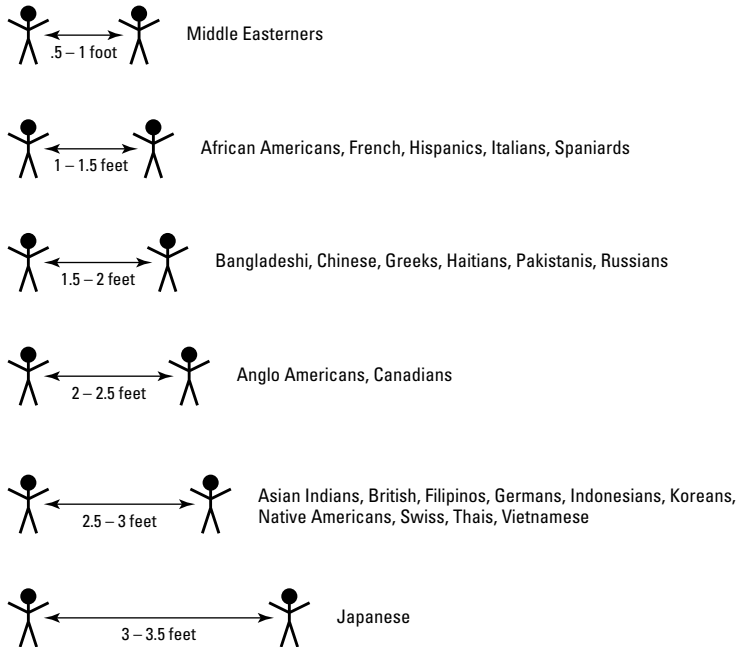 .5 – 1 foot
Middle Easterners
1 – 1.5 feet
African Americans, French, Hispanics, Italians, Spaniards
1.5 – 2 feet
Bangladeshi, Chinese, Greeks, Haitians, Pakistanis, Russians
2 – 2.5 feet
Anglo Americans, Canadians
2.5 – 3 feet
Asian Indians, British, Filipinos, Germans, Indonesians, Koreans,
Native Americans, Swiss, Thais, Vietnamese
3 – 3.5 feet
Japanese